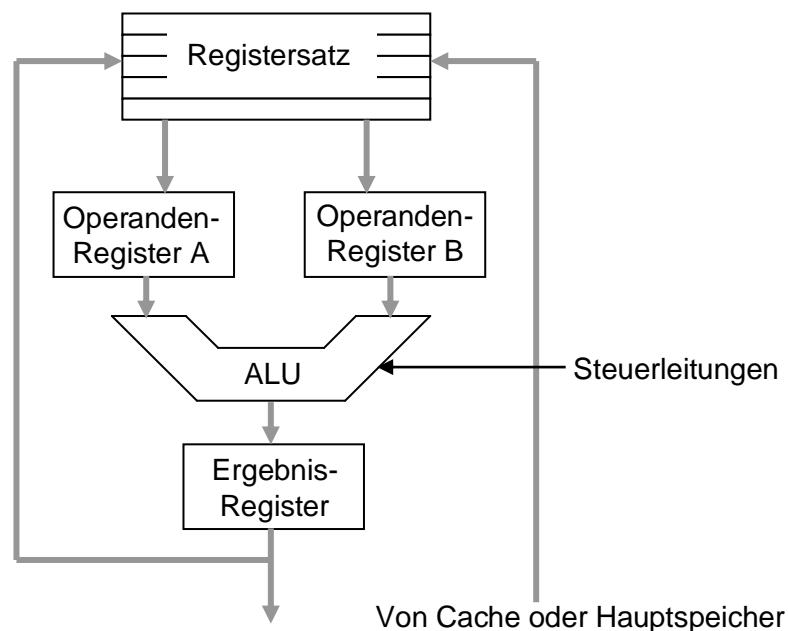 Registersatz
Operanden-
Register A
Operanden-
Register B
ALU
Steuerleitungen
Ergebnis-
Register
Von Cache oder Hauptspeicher